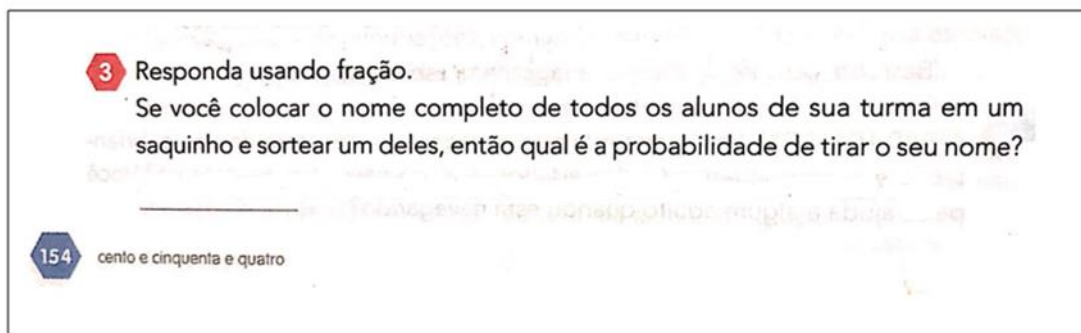 3 Responda usando fração.
Se você colocar o nome completo de todos os alunos de sua turma em um
saquinho e sortear um deles, então qual é a probabilidade de tirar o seu nome?
154 cento e cinquenta e quatro